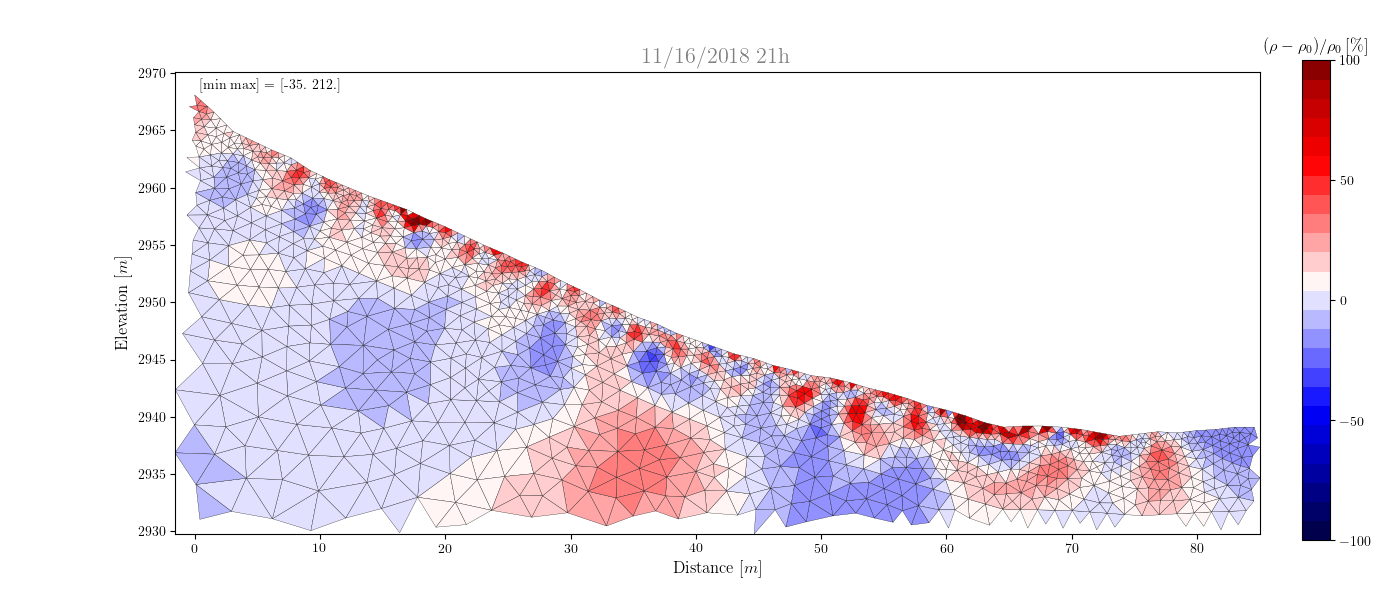 11/16/2018 21h
(ρ − ρ₀)/ρ₀ [%]
[min max] = [-35. 212.]
Elevation [m]
2970
2965
2960
2955
2950
2945
2940
2935
2930
0 10 20 30 40 50 60 70 80
Distance [m]
100
50
0
−50
−100